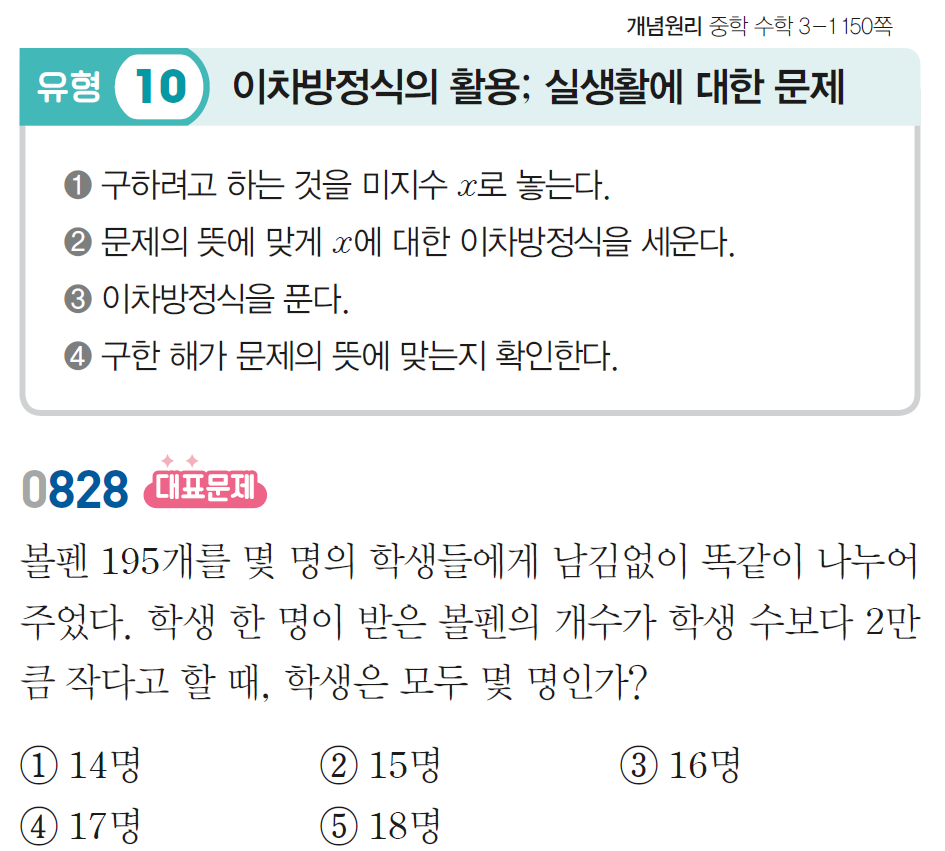 개념원리 중학 수학 3-1 150쪽
유형 10 이차방정식의 활용; 실생활에 대한 문제
❶ 구하려고 하는 것을 미지수 x로 놓는다.
❷ 문제의 뜻에 맞게 x에 대한 이차방정식을 세운다.
❸ 이차방정식을 푼다.
❹ 구한 해가 문제의 뜻에 맞는지 확인한다.
0828 대표문제
볼펜 195개를 몇 명의 학생들에게 남김없이 똑같이 나누어
주었다. 학생 한 명이 받은 볼펜의 개수가 학생 수보다 2만
큼 작다고 할 때, 학생은 모두 몇 명인가?
① 14명 ② 15명 ③ 16명
④ 17명 ⑤ 18명